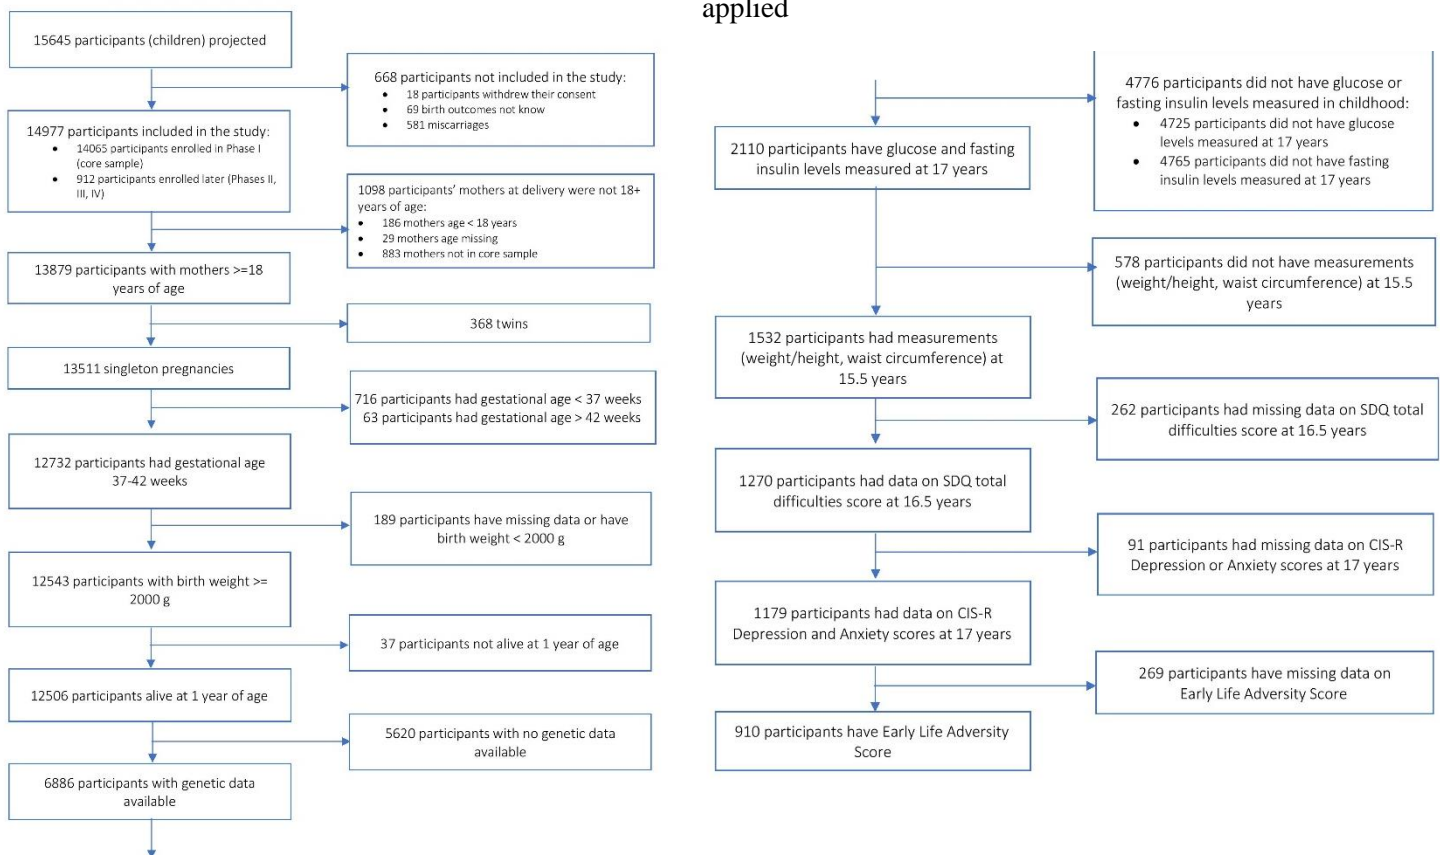 applied
15645 participants (children) projected
668 participants not included in the study:
• 18 participants withdrew their consent
• 69 birth outcomes not know
• 581 miscarriages
14977 participants included in the study:
• 14065 participants enrolled in Phase I
(core sample)
• 912 participants enrolled later (Phases II,
III, IV)
1098 participants’ mothers at delivery were not 18+
years of age:
• 186 mothers age < 18 years
• 29 mothers age missing
• 883 mothers not in core sample
13879 participants with mothers >=18
years of age
368 twins
13511 singleton pregnancies
716 participants had gestational age < 37 weeks
63 participants had gestational age > 42 weeks
12732 participants had gestational age
37-42 weeks
189 participants have missing data or have
birth weight < 2000 g
12543 participants with birth weight >=
2000 g
37 participants not alive at 1 year of age
12506 participants alive at 1 year of age
5620 participants with no genetic data
available
6886 participants with genetic data
available
4776 participants did not have glucose or
fasting insulin levels measured in childhood:
• 4725 participants did not have glucose
levels measured at 17 years
• 4765 participants did not have fasting
insulin levels measured at 17 years
2110 participants have glucose and fasting
insulin levels measured at 17 years
578 participants did not have measurements
(weight/height, waist circumference) at 15.5
years
1532 participants had measurements
(weight/height, waist circumference) at
15.5 years
262 participants had missing data on SDQ total
difficulties score at 16.5 years
1270 participants had data on SDQ total
difficulties score at 16.5 years
91 participants had missing data on CIS-R
Depression or Anxiety scores at 17 years
1179 participants had data on CIS-R
Depression and Anxiety scores at 17 years
269 participants have missing data on
Early Life Adversity Score
910 participants have Early Life Adversity
Score